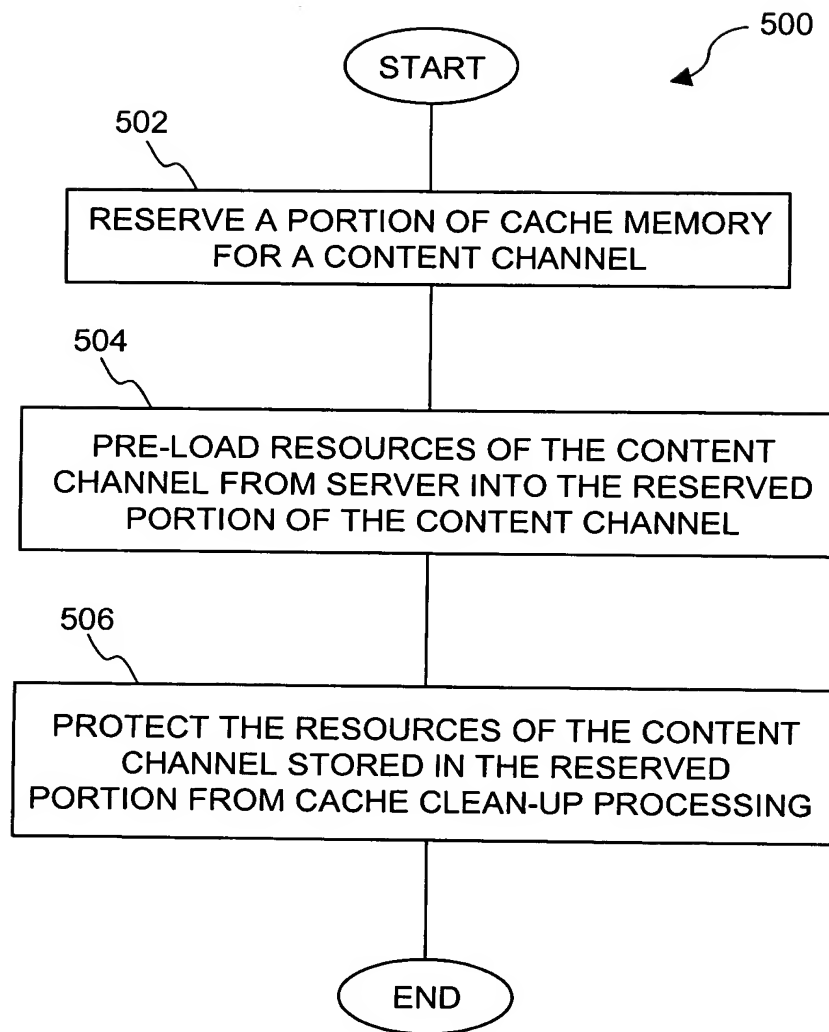 500
START
502
RESERVE A PORTION OF CACHE MEMORY
FOR A CONTENT CHANNEL
504
PRE-LOAD RESOURCES OF THE CONTENT
CHANNEL FROM SERVER INTO THE RESERVED
PORTION OF THE CONTENT CHANNEL
506
PROTECT THE RESOURCES OF THE CONTENT
CHANNEL STORED IN THE RESERVED
PORTION FROM CACHE CLEAN-UP PROCESSING
END